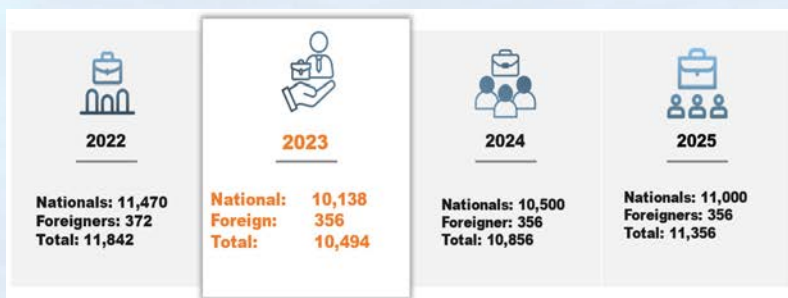 2022
Nationals: 11,470
Foreigners: 372
Total: 11,842
2023
National: 10,138
Foreign: 356
Total: 10,494
2024
Nationals: 10,500
Foreigner: 356
Total: 10,856
2025
Nationals: 11,000
Foreigners: 356
Total: 11,356